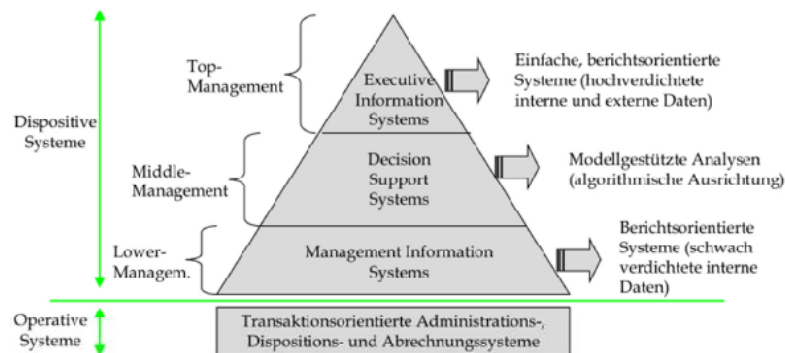 Top-
Management
Executive
Information
Systems
Einfache, berichtsorientierte
Systeme (hochverdichtete
interne und externe Daten)
Dispositive
Systeme
Middle-
Management
Decision
Support
Systems
Modellgestützte Analysen
(algorithmische Ausrichtung)
Lower-
Managem.
Management Information
Systems
Berichtsorientierte
Systeme (schwach
verdichtete interne
Daten)
Operative
Systeme
Transaktionsorientierte Administrations-,
Dispositions- und Abrechnungssysteme